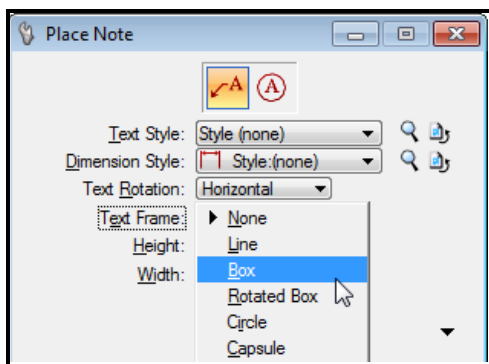 Place Note
A A
Text Style: Style (none)
Dimension Style: Style:(none)
Text Rotation: Horizontal
Text Frame: None
Height: Line
Width: Box
Rotated Box
Circle
Capsule